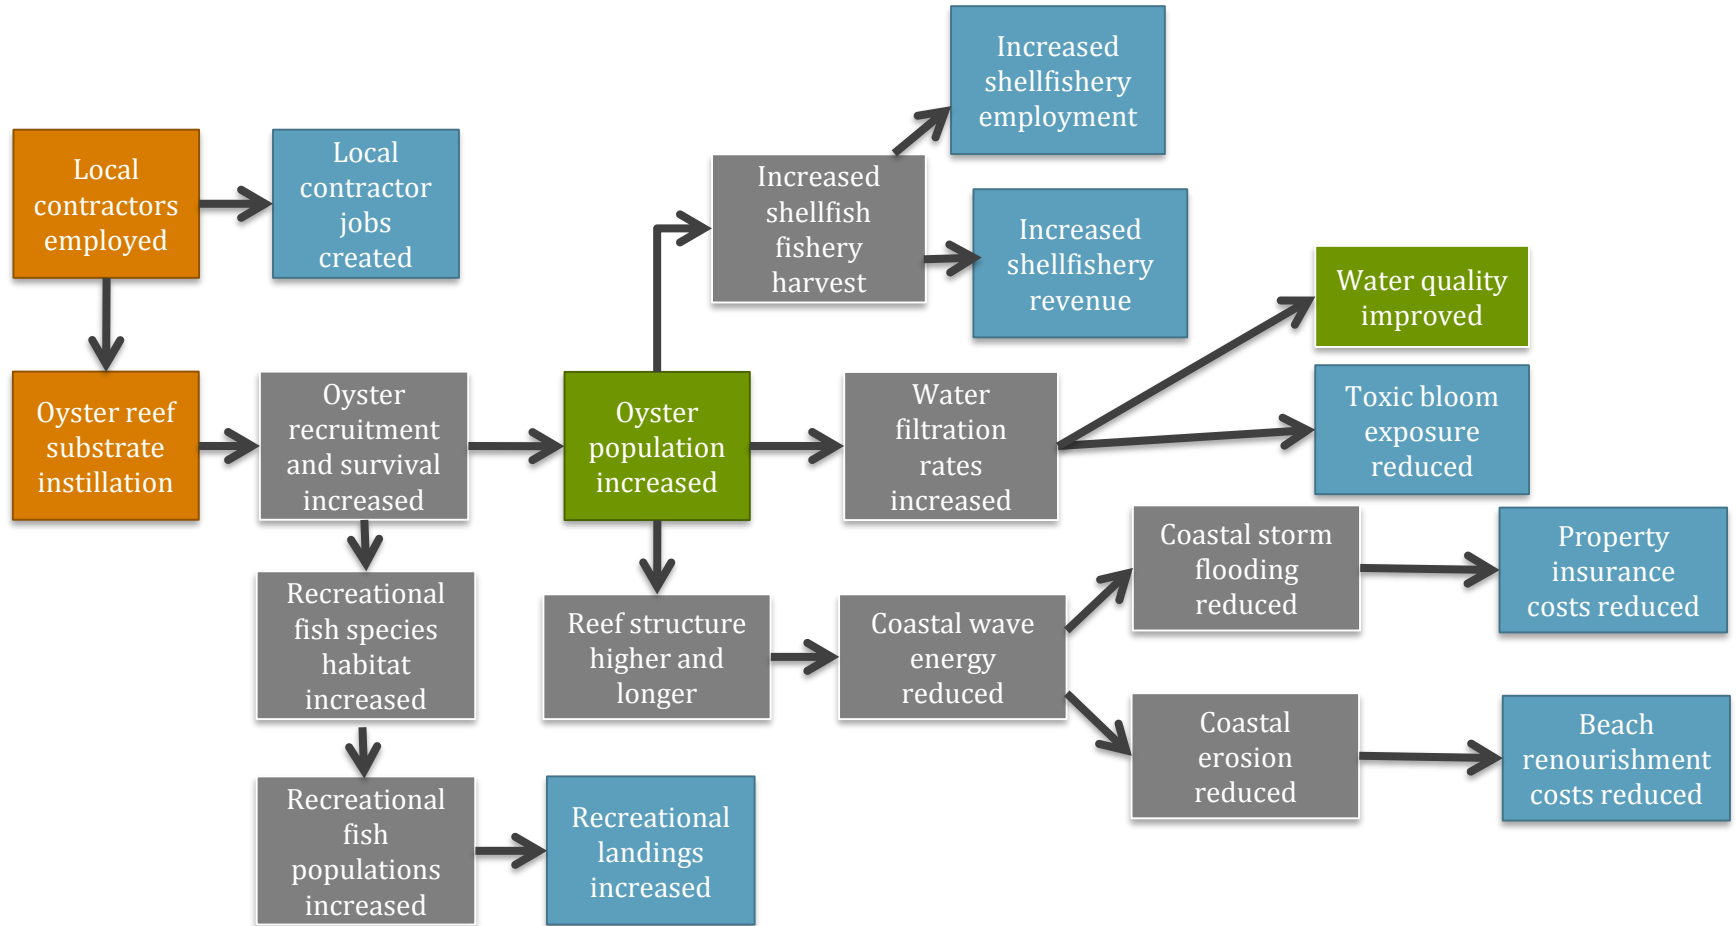 Increased
shellfishery
employment
Local
contractors
employed
Local
contractor
jobs
created
Increased
shellfish
fishery
harvest
Increased
shellfishery
revenue
Water quality
improved
Oyster reef
substrate
instillation
Oyster
recruitment
and survival
increased
Oyster
population
increased
Water
filtration
rates
increased
Toxic bloom
exposure
reduced
Recreational
fish species
habitat
increased
Reef structure
higher and
longer
Coastal wave
energy
reduced
Coastal storm
flooding
reduced
Property
insurance
costs reduced
Coastal
erosion
reduced
Beach
renourishment
costs reduced
Recreational
fish
populations
increased
Recreational
landings
increased